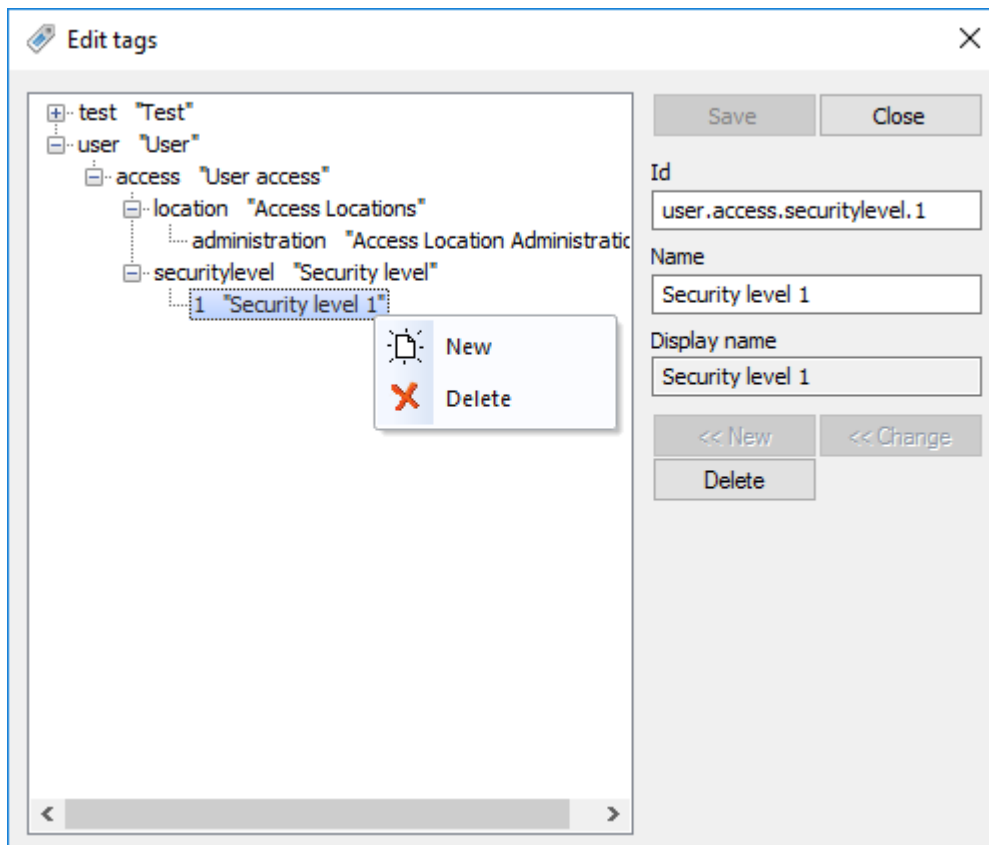 Edit tags
test "Test"
user "User"
access "User access"
location "Access Locations"
administration "Access Location Administratic
securitylevel "Security level"
1 "Security level 1"
New
Delete
Save Close
Id
user.access.securitylevel.1
Name
Security level 1
Display name
Security level 1
<< New << Change
Delete